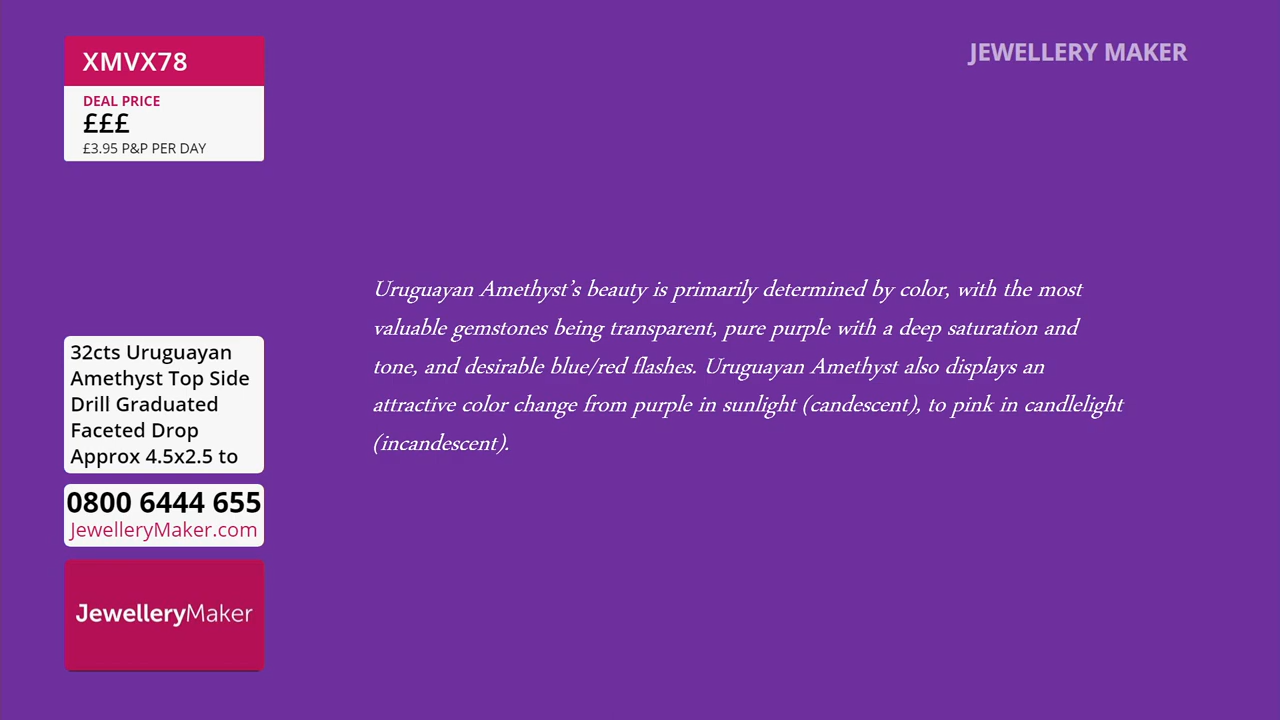 XMVX78
DEAL PRICE
£££
£3.95 P&P PER DAY
JEWELLERY MAKER
Uruguayan Amethyst’s beauty is primarily determined by color, with the most
valuable gemstones being transparent, pure purple with a deep saturation and
tone, and desirable blue/red flashes. Uruguayan Amethyst also displays an
attractive color change from purple in sunlight (candescent), to pink in candlelight
(incandescent).
32cts Uruguayan
Amethyst Top Side
Drill Graduated
Faceted Drop
Approx 4.5x2.5 to
0800 6444 655
JewelleryMaker.com
JewelleryMaker